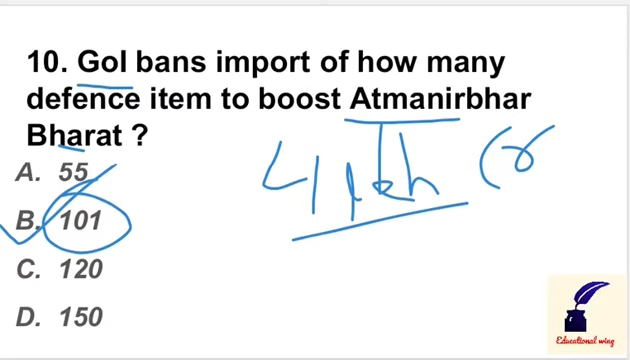 10. GoI bans import of how many
defence item to boost Atmanirbhar
Bharat ?
A. 55
B. 101
C. 120
D. 150
Educational wing